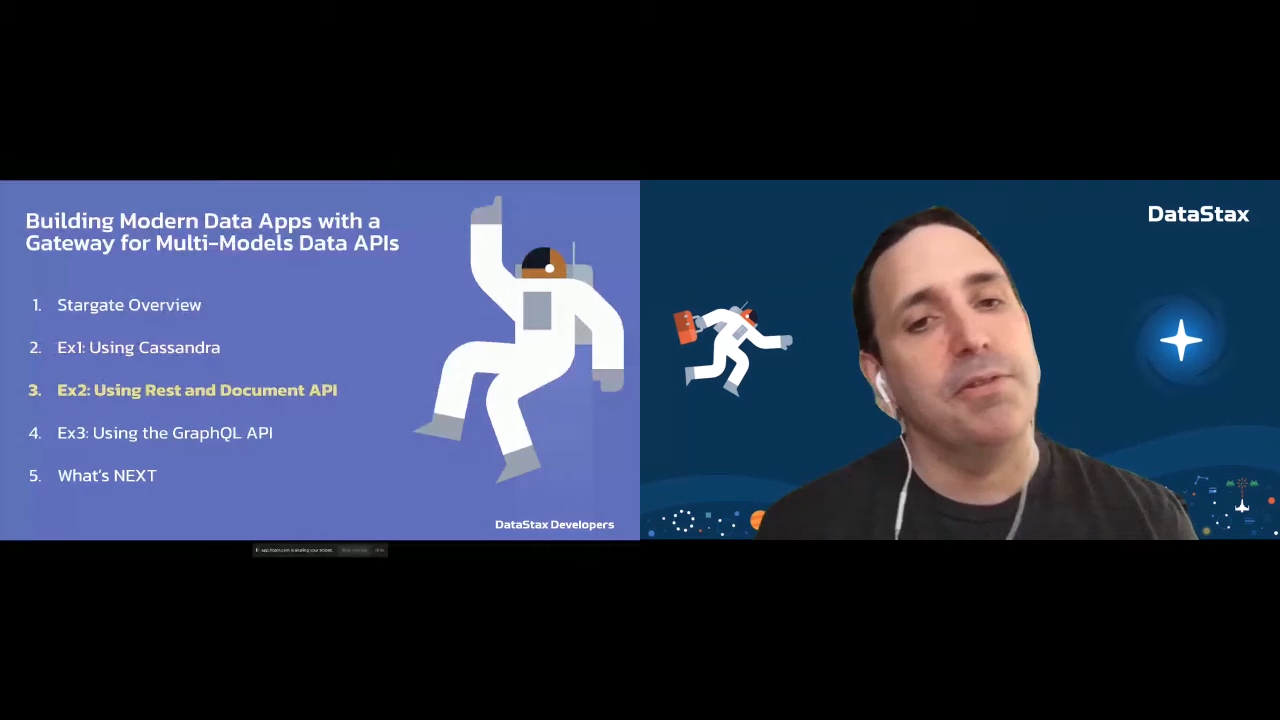 Building Modern Data Apps with a
Gateway for Multi-Models Data APIs
1. Stargate Overview
2. Ex1: Using Cassandra
3. Ex2: Using Rest and Document API
4. Ex3: Using the GraphQL API
5. What's NEXT
DataStax Developers
DataStax